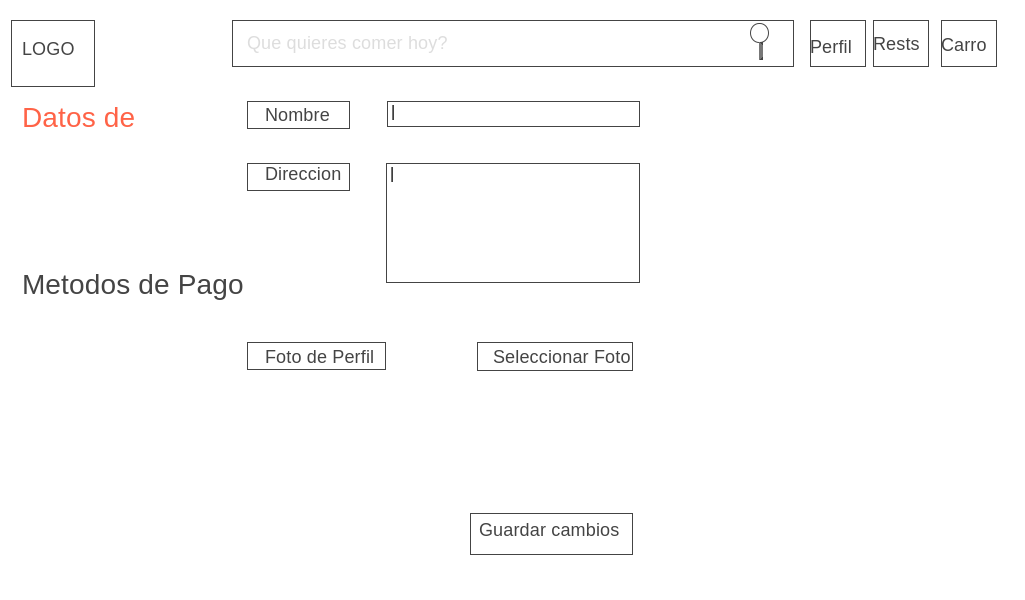 LOGO
Que quieres comer hoy?
Perfil
Rests
Carro
Datos de
Nombre
Direccion
Metodos de Pago
Foto de Perfil
Seleccionar Foto
Guardar cambios